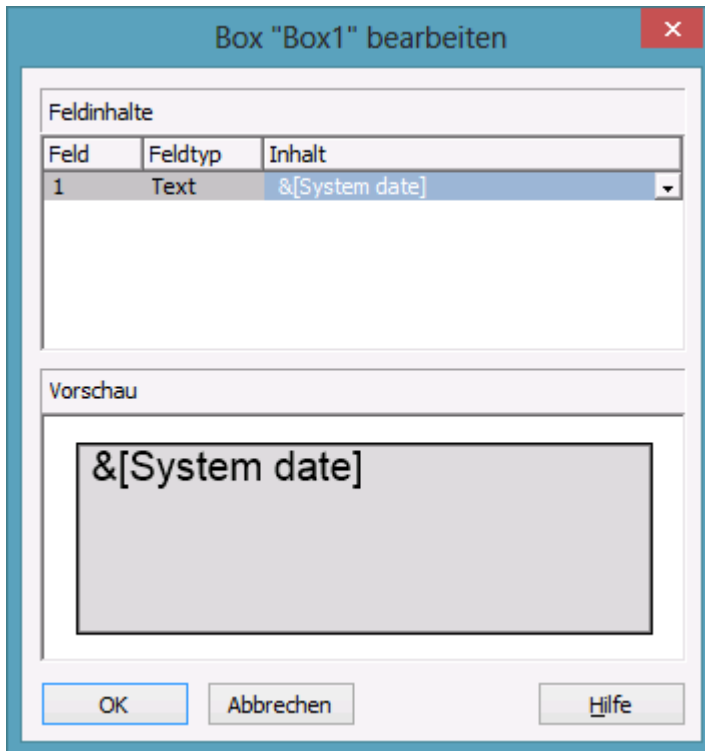 Box "Box1" bearbeiten
Feldinhalte
Feld Feldtyp Inhalt
1 Text &[System date]
Vorschau
&[System date]
OK Abbrechen Hilfe